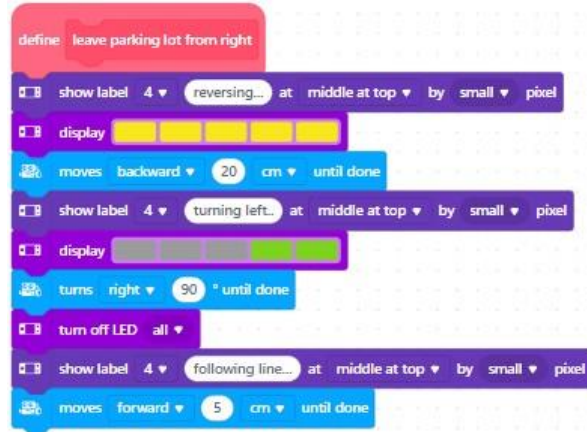 define leave parking lot from right
show label 4 reversing... at middle at top by small pixel
display
moves backward 20 cm until done
show label 4 turning left.. at middle at top by small pixel
display
turns right 90 ° until done
turn off LED all
show label 4 following line... at middle at top by small pixel
moves forward 5 cm until done